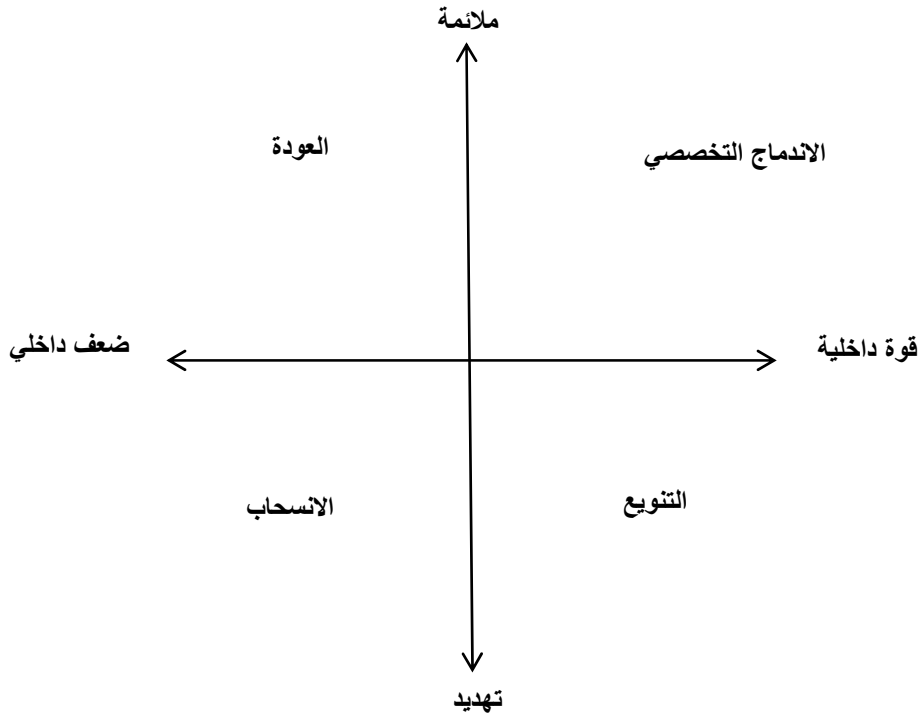 ملائمة
الاندماج التخصصي
العودة
قوة داخلية
ضعف داخلي
التنويع
الانسحاب
تهديد